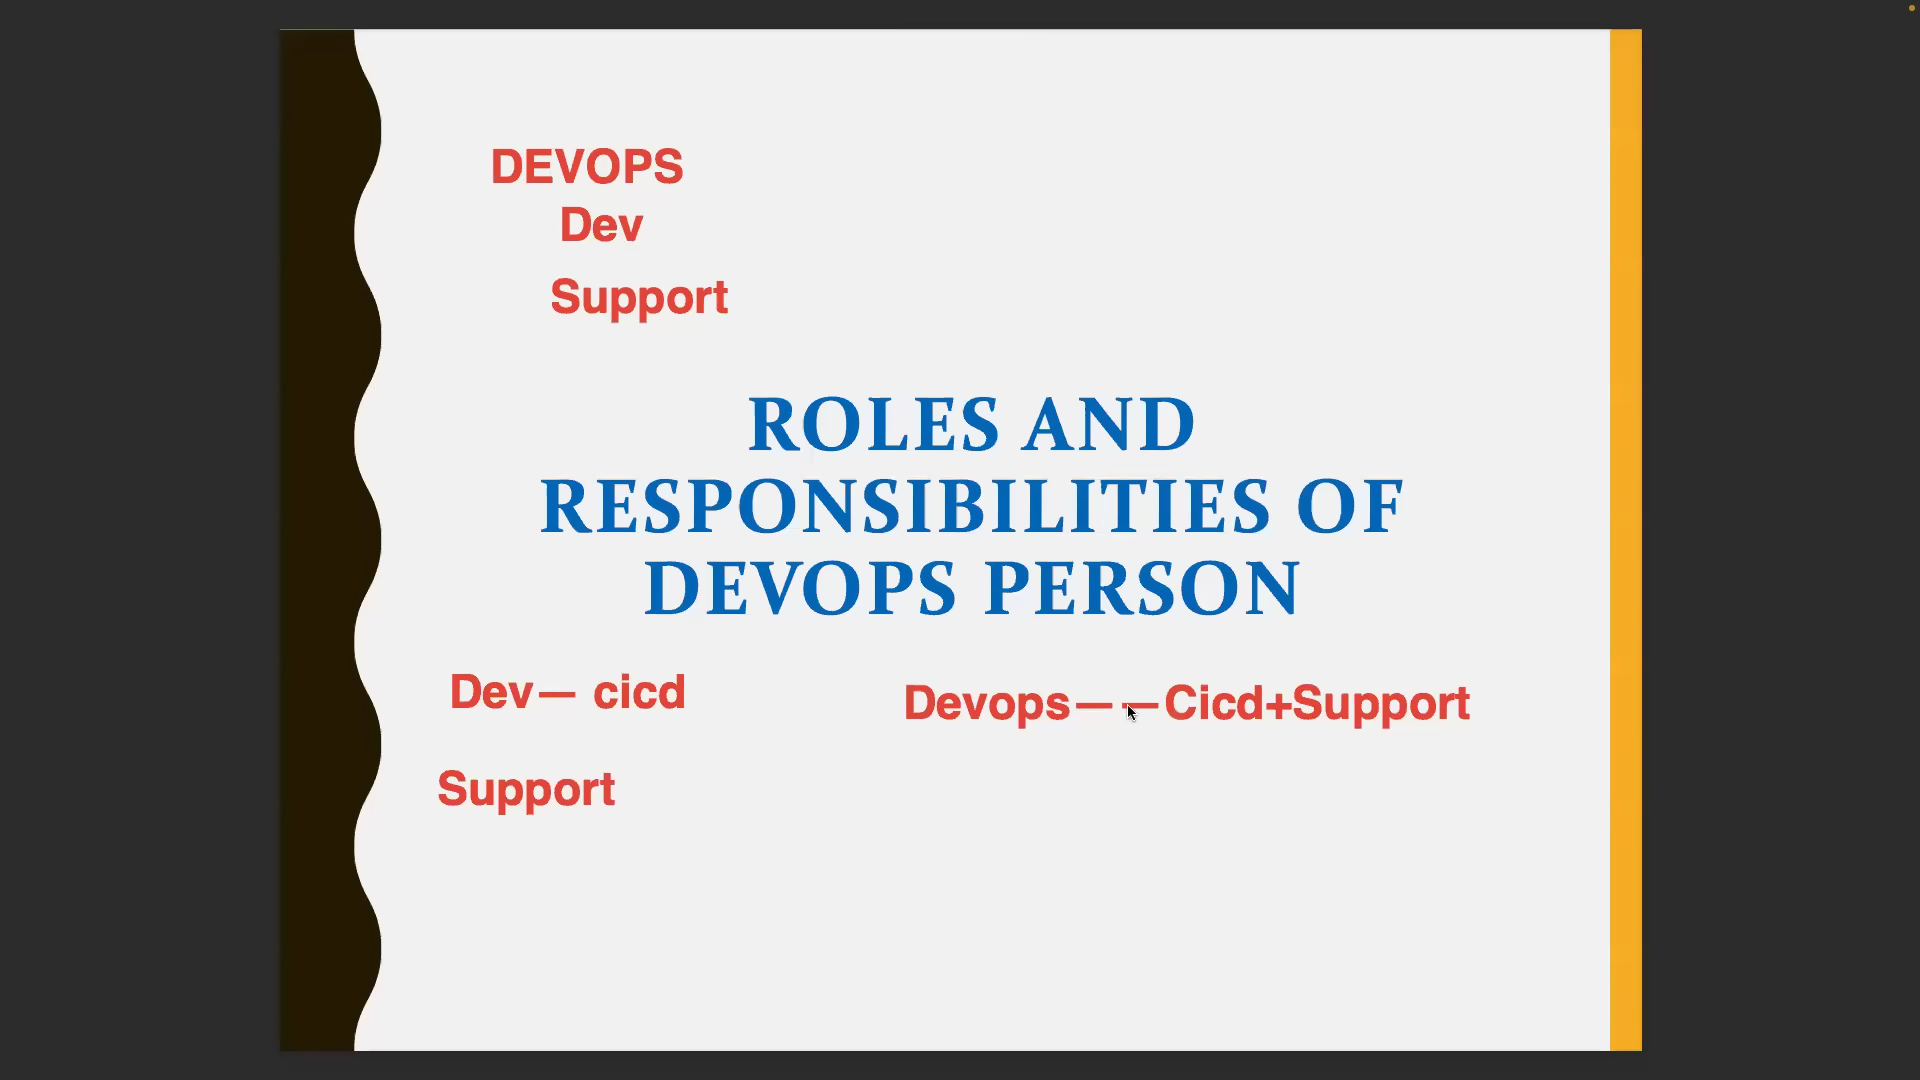 DEVOPS
Dev
Support
ROLES AND
RESPONSIBILITIES OF
DEVOPS PERSON
Dev— cicd
Devops——Cicd+Support
Support